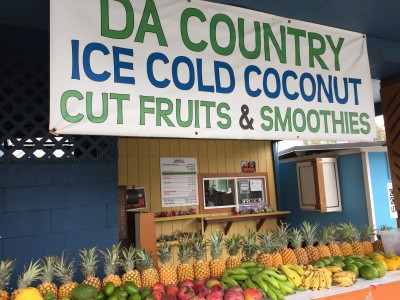 DA COUNTRY
ICE COLD COCONUT
CUT FRUITS & SMOOTHIES